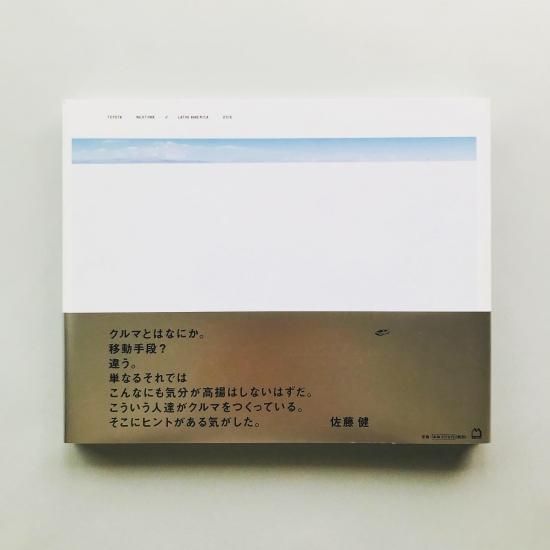 TOYOTA NEXT ONE // LATIN AMERICA 2016
クルマとはなにか。
移動手段？
違う。
単なるそれでは
こんなにも気分が高揚はしないはずだ。
こういう人達がクルマをつくっている。
そこにヒントがある気がした。 佐藤 健